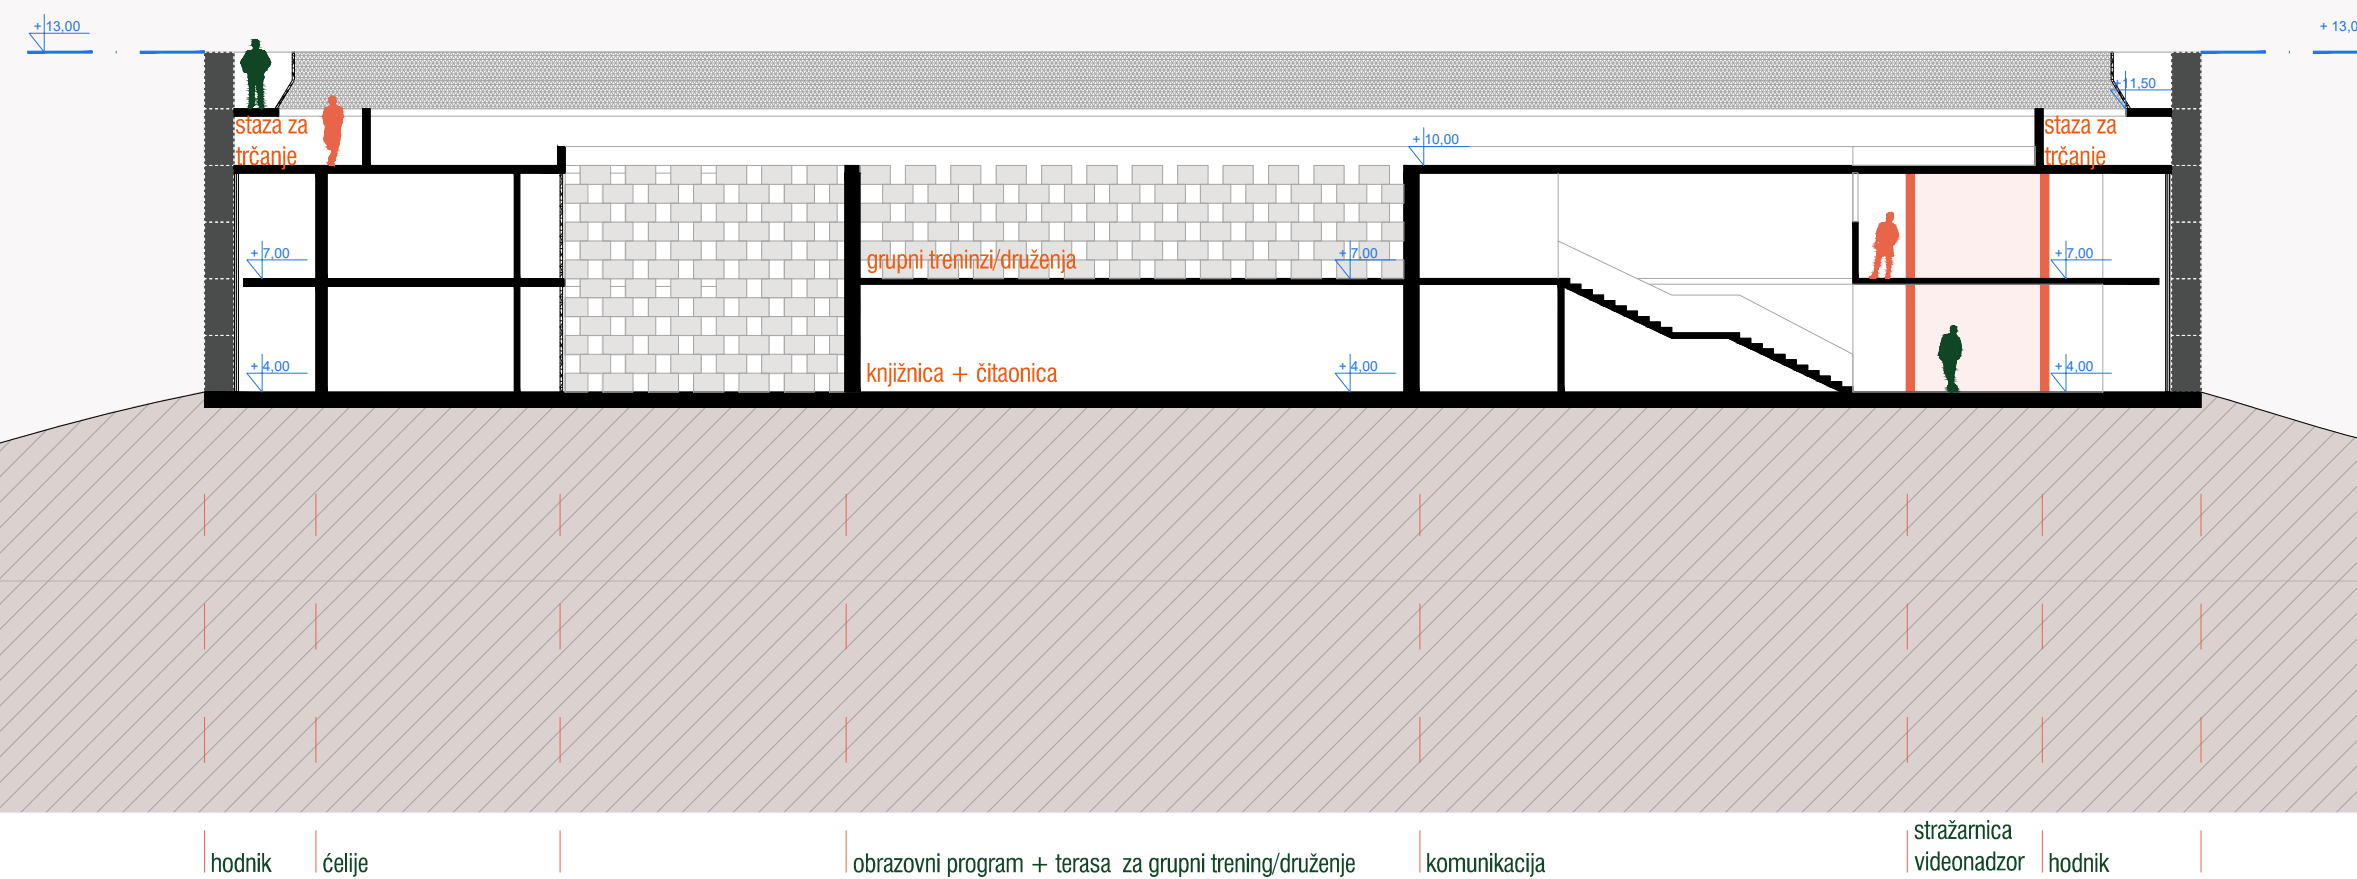 + 13,00
+ 13,0
+11,50
staza za
trčanje
+ 10,00
staza za
trčanje
+ 7,00
grupni treninzi/druženja
+ 7,00
+ 7,00
+ 4,00
knjižnica + čitaonica
+ 4,00
+ 4,00
stražarnica
videonadzor
hodnik
ćelije
obrazovni program + terasa za grupni trening/druženje
komunikacija
hodnik